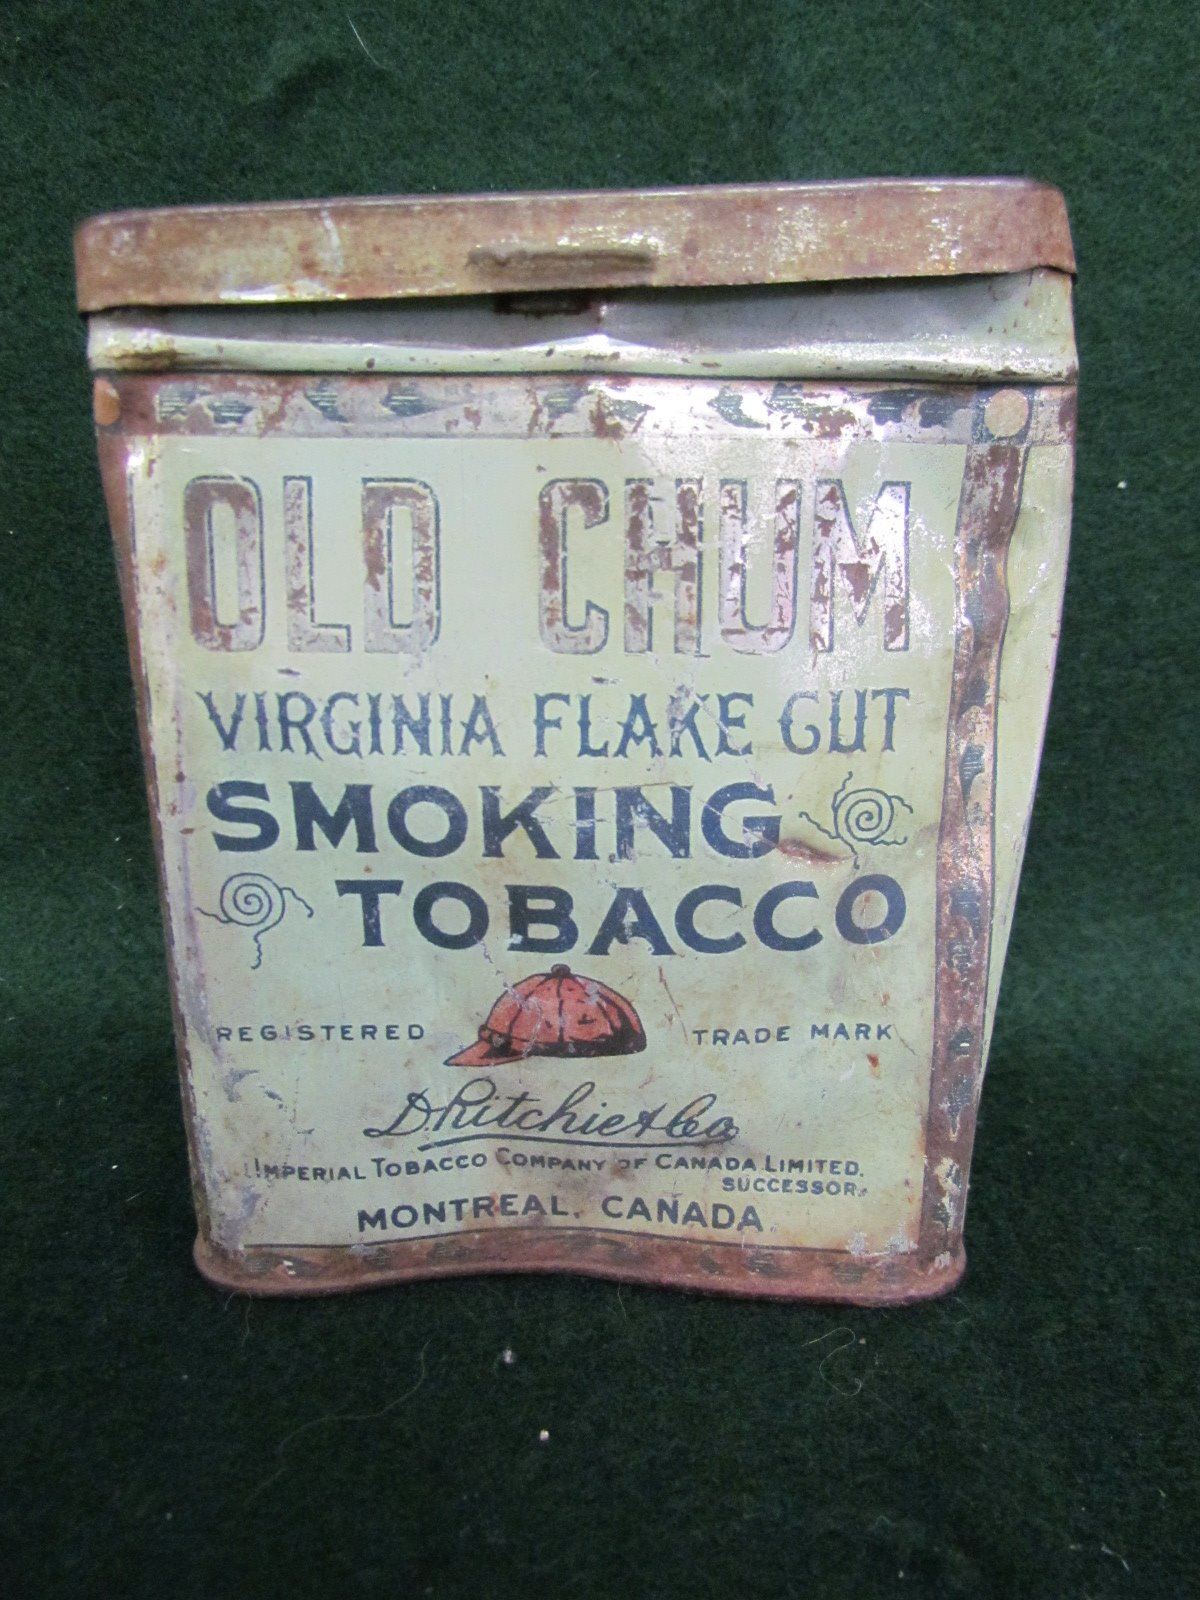 OLD CHUM
VIRGINIA FLAKE CUT
SMOKING
TOBACCO
REGISTERED TRADE MARK
D. Ritchie & Co.
IMPERIAL TOBACCO COMPANY OF CANADA LIMITED.
SUCCESSOR.
MONTREAL, CANADA.